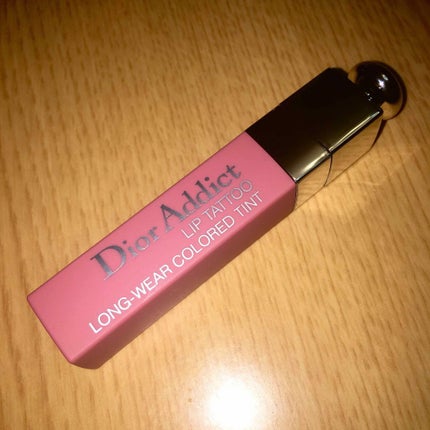 Dior Addict
LIP TATTOO
LONG-WEAR COLORED TINT